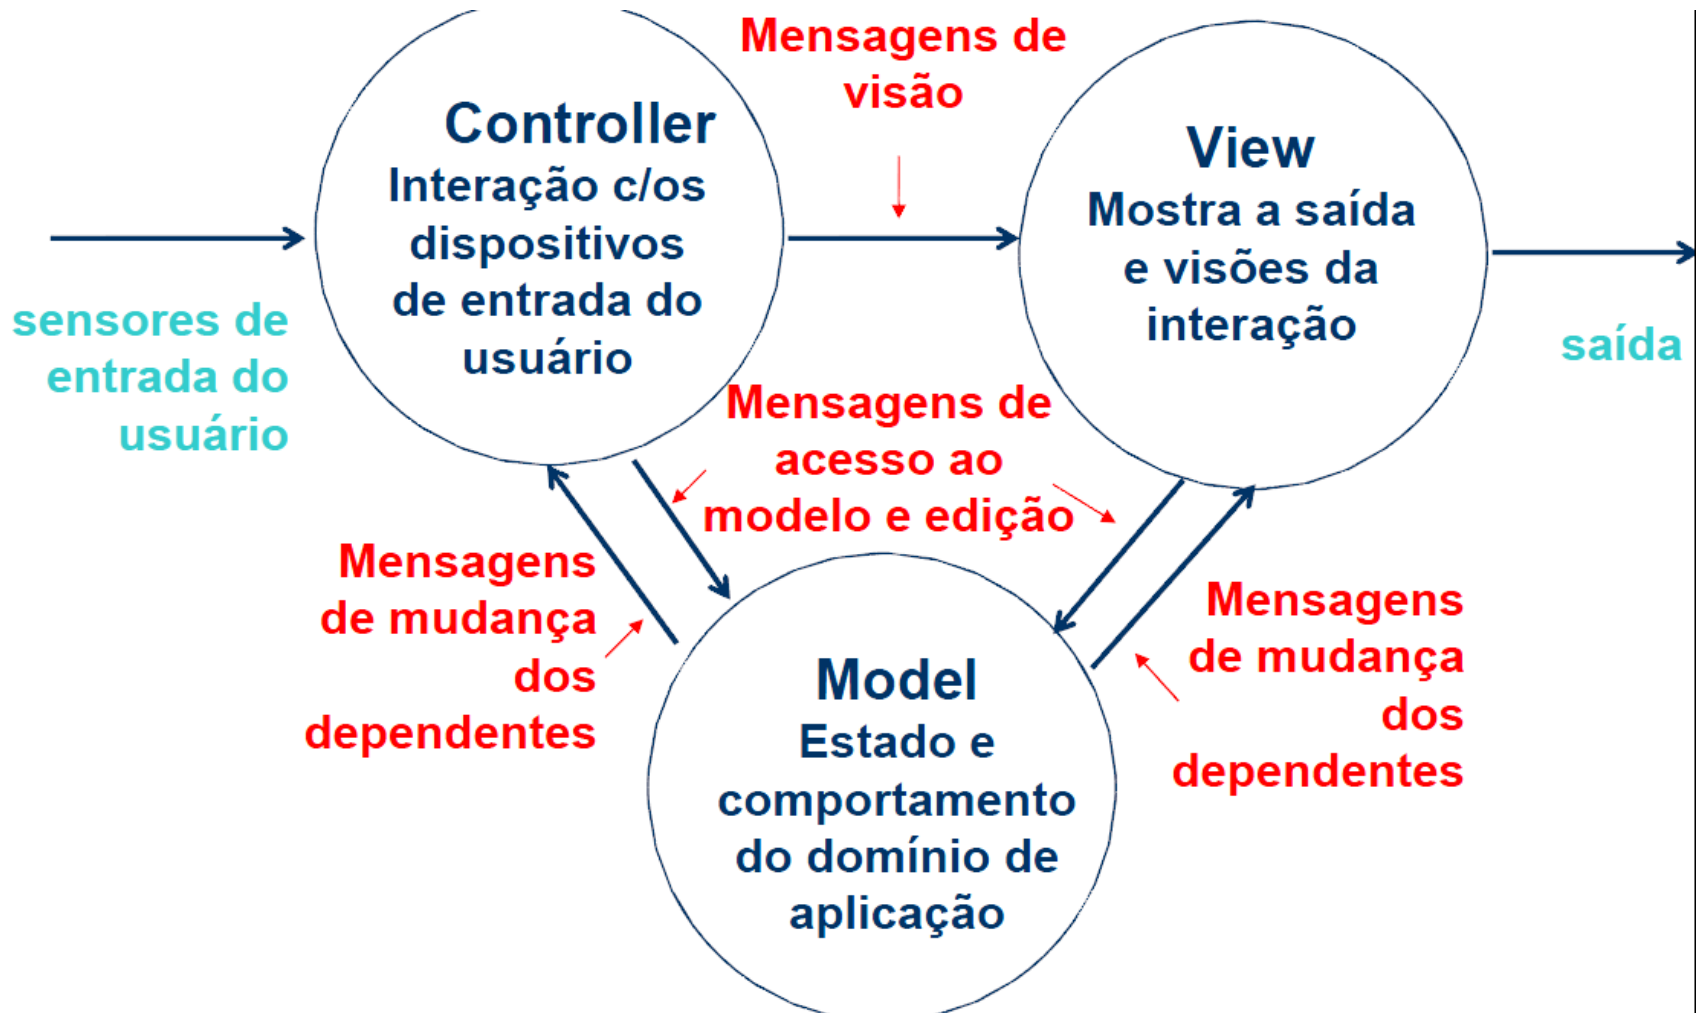 Mensagens de
visão
Controller
Interação c/os
dispositivos
de entrada do
usuário
View
Mostra a saída
e visões da
interação
sensores de
entrada do
usuário
saída
Mensagens de
acesso ao
modelo e edição
Mensagens
de mudança
dos
dependentes
Mensagens
de mudança
dos
dependentes
Model
Estado e
comportamento
do domínio de
aplicação